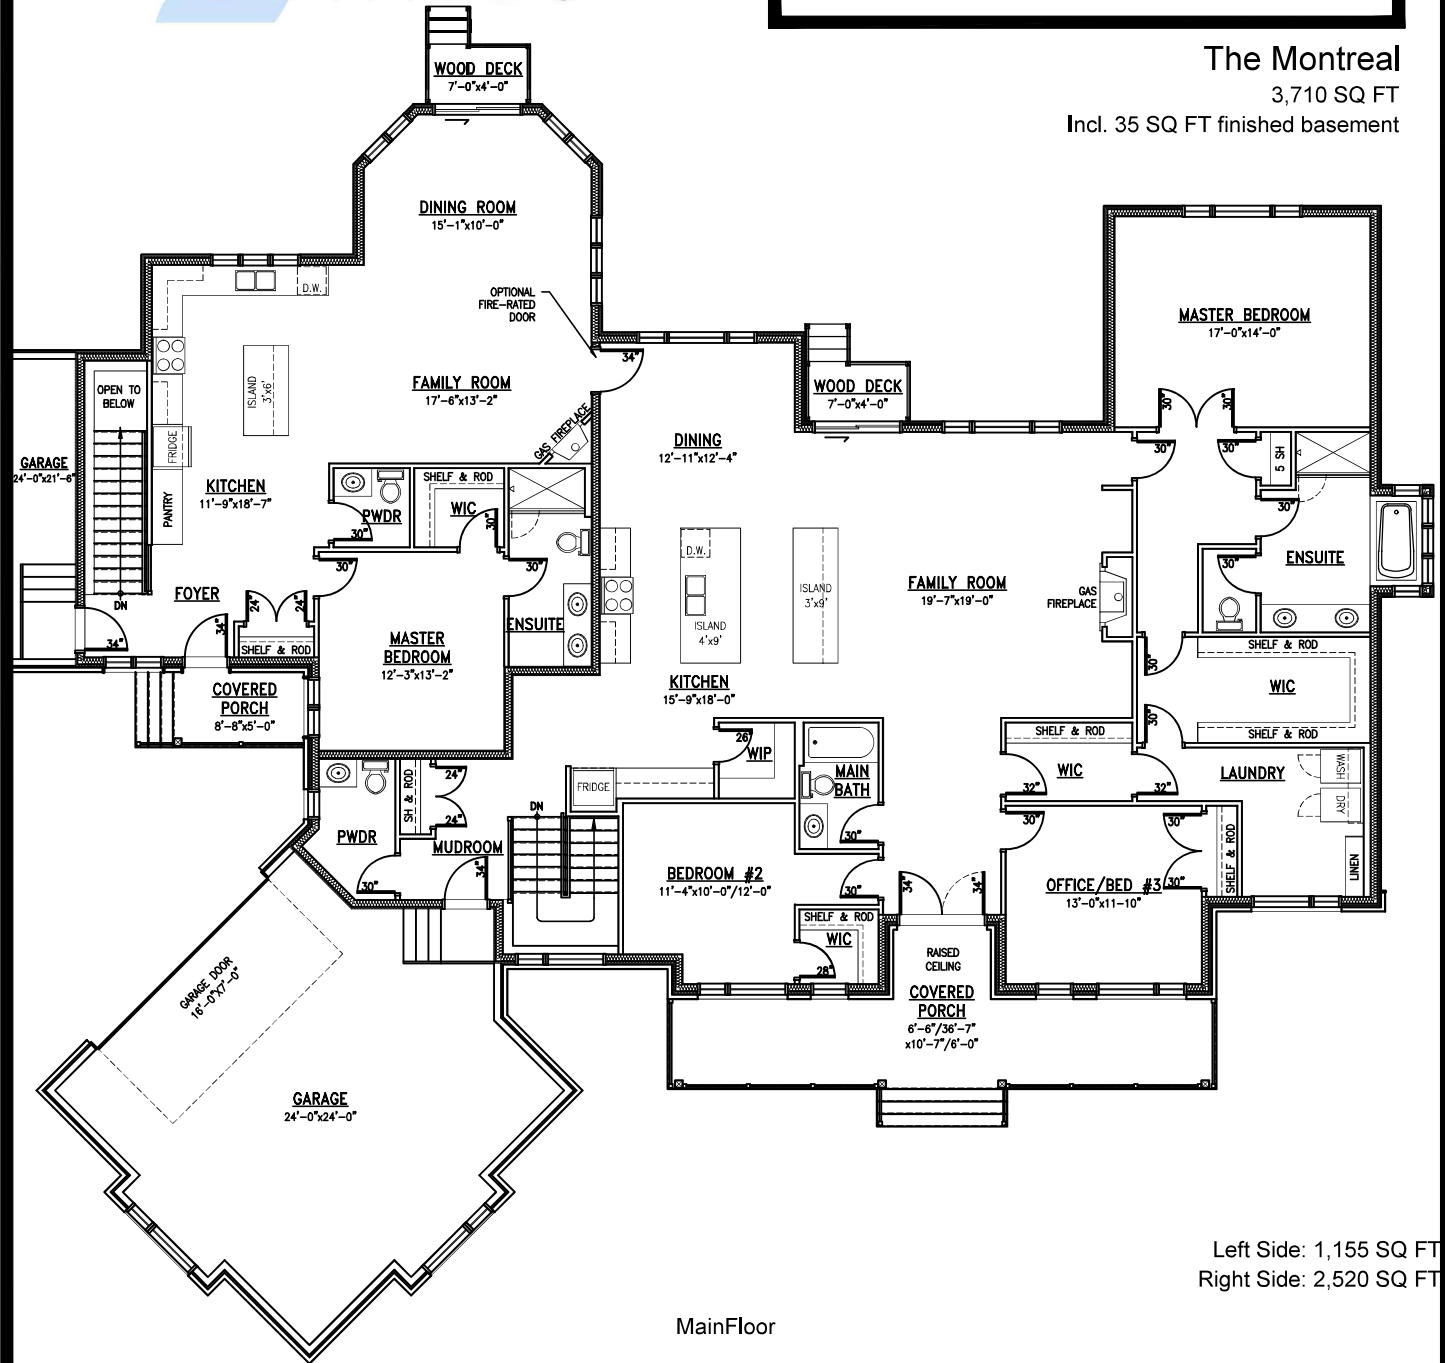 The Montreal
3,710 SQ FT
Incl. 35 SQ FT finished basement
WOOD DECK
7'-0"x4'-0"
DINING ROOM
15'-1"x10'-0"
D.W.
OPTIONAL
FIRE-RATED
DOOR
34"
MASTER BEDROOM
17'-0"x14'-0"
30"
30"
OPEN TO
BELOW
ISLAND
3'x6'
FAMILY ROOM
17'-6"x13'-2"
GAS FIREPLACE
WOOD DECK
7'-0"x4'-0"
DINING
12'-11"x12'-4"
30"
30"
5 SH
GARAGE
24'-0"x21'-6"
FRIDGE
PANTRY
KITCHEN
11'-9"x18'-7"
SHELF & ROD
PWDR
30"
WIC
30"
30"
30"
ENSUITE
30"
30"
D.W.
ISLAND
4'x9'
ISLAND
3'x9'
FAMILY ROOM
19'-7"x19'-0"
GAS
FIREPLACE
DN
FOYER
24"
24"
34"
34"
SHELF & ROD
MASTER
BEDROOM
12'-3"x13'-2"
ENSUITE
SHELF & ROD
30"
WIC
30"
SHELF & ROD
COVERED
PORCH
8'-8"x5'-0"
KITCHEN
15'-9"x18'-0"
26"
WIP
SHELF & ROD
WIC
32"
32"
LAUNDRY
WASH
DRY
LINEN
24"
24"
SH & ROD
FRIDGE
MAIN
BATH
30"
DN
PWDR
30"
MUDROOM
34"
BEDROOM #2
11'-4"x10'-0"/12'-0"
30"
34"
34"
30"
30"
30"
OFFICE/BED #3
13'-0"x11-10"
SHELF & ROD
SHELF & ROD
WIC
28"
RAISED
CEILING
COVERED
PORCH
6'-6"/36'-7"
x10'-7"/6'-0"
GARAGE DOOR
16'-0"X7'-0"
GARAGE
24'-0"x24'-0"
Left Side: 1,155 SQ FT
Right Side: 2,520 SQ FT
MainFloor